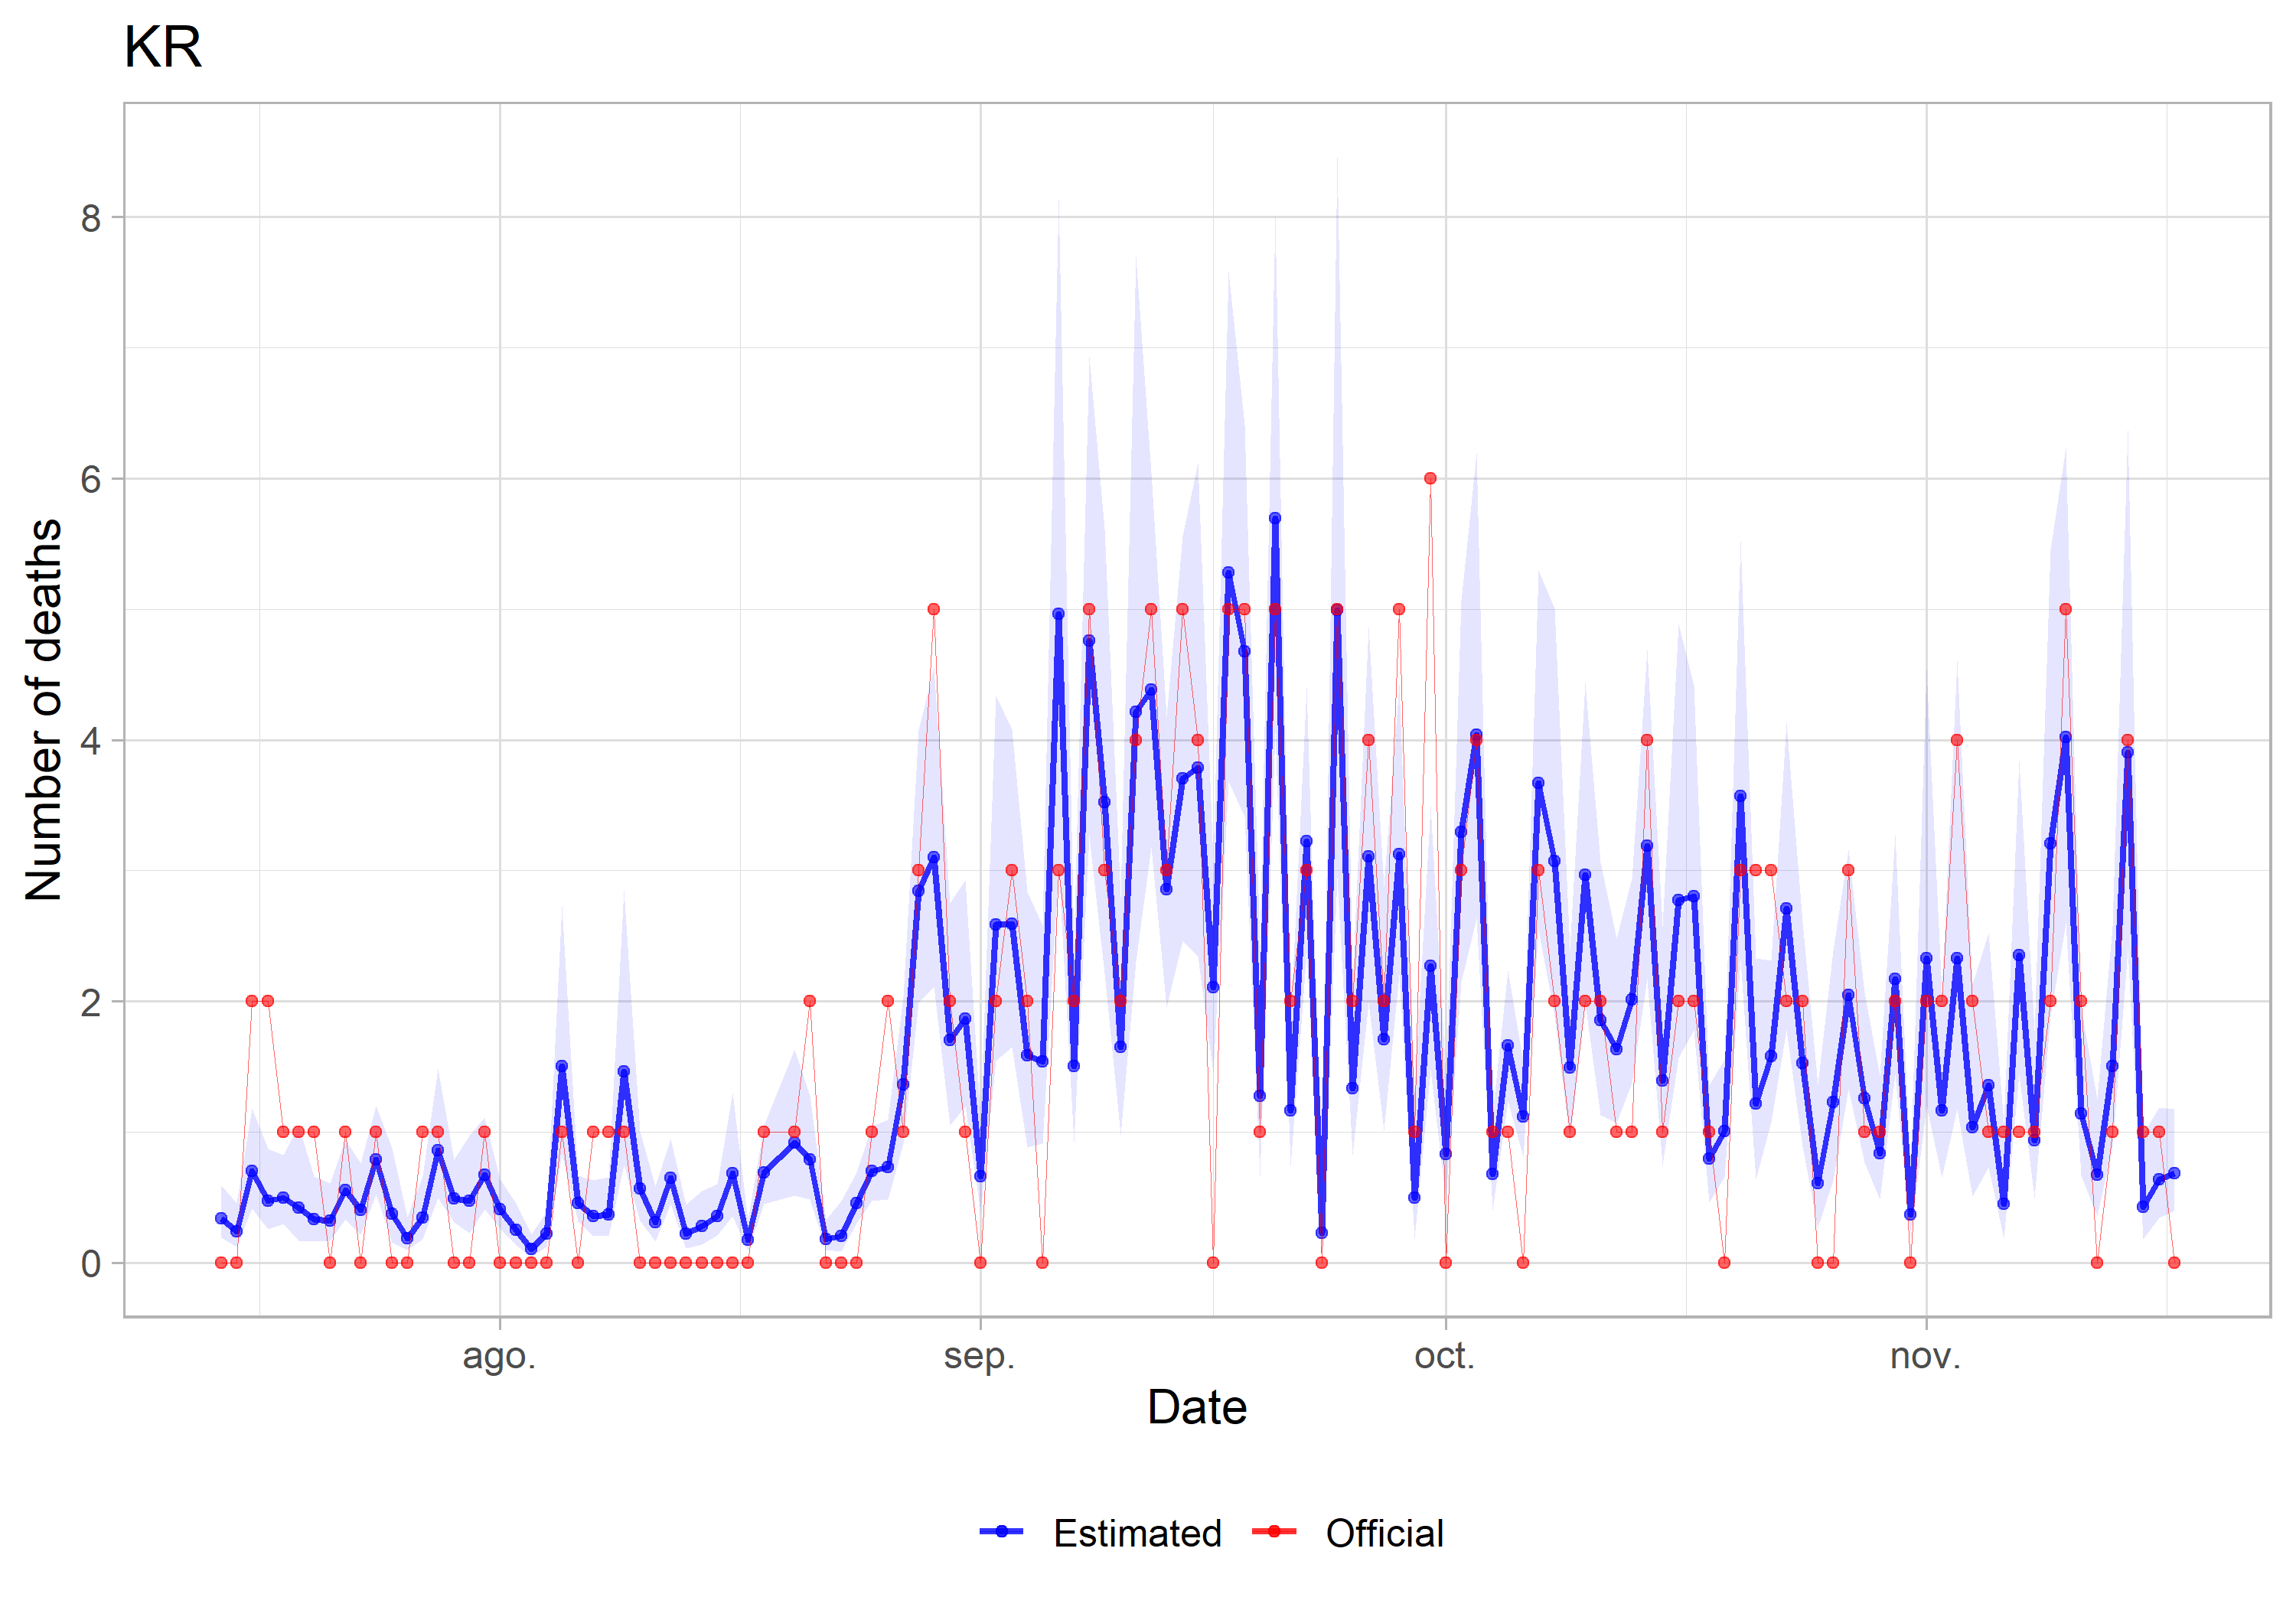 KR
8
6
4
2
0
Number of deaths
ago.
sep.
oct.
nov.
Date
Estimated
Official